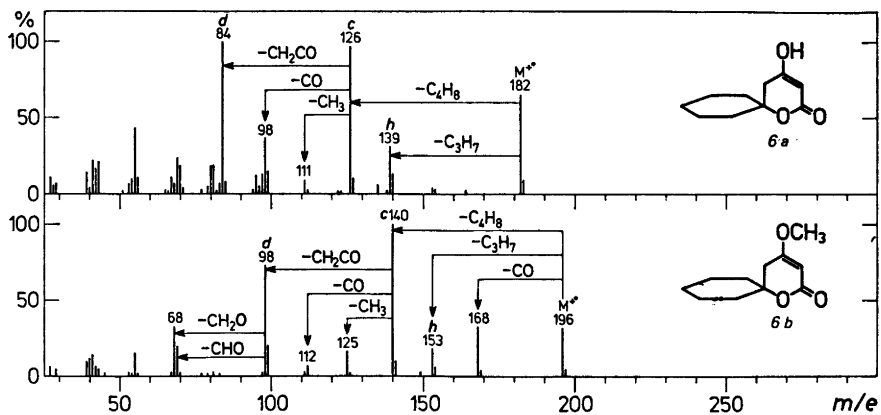 %
100
50
0
d
84
c
126
–CH₂CO
–CO
–CH₃
–C₄H₈
M⁺•
182
98
111
h
139
–C₃H₇
OH
O
O
6a
100
50
0
d
98
c140
–C₄H₈
–C₃H₇
–CO
–CH₂CO
–CO
–CH₃
68
–CH₂O
–CHO
112
125
h
153
168
M⁺•
196
OCH₃
O
O
6b
50
100
150
200
250
m/e